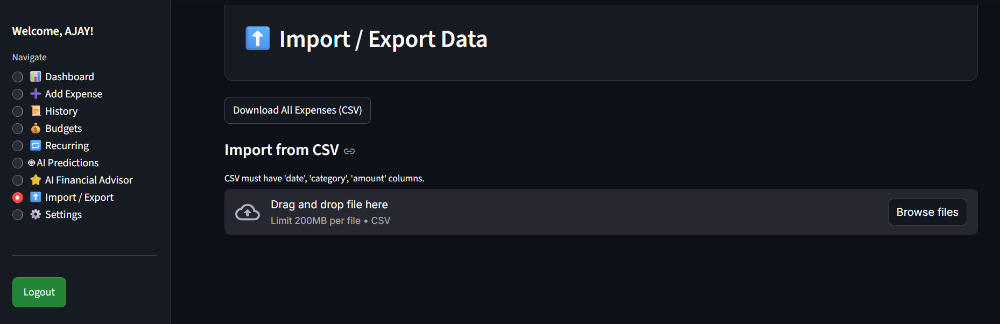 Welcome, AJAY!
Navigate
Dashboard
Add Expense
History
Budgets
Recurring
AI Predictions
AI Financial Advisor
Import / Export
Settings
Logout
Import / Export Data
Download All Expenses (CSV)
Import from CSV
CSV must have 'date', 'category', 'amount' columns.
Drag and drop file here
Limit 200MB per file • CSV
Browse files